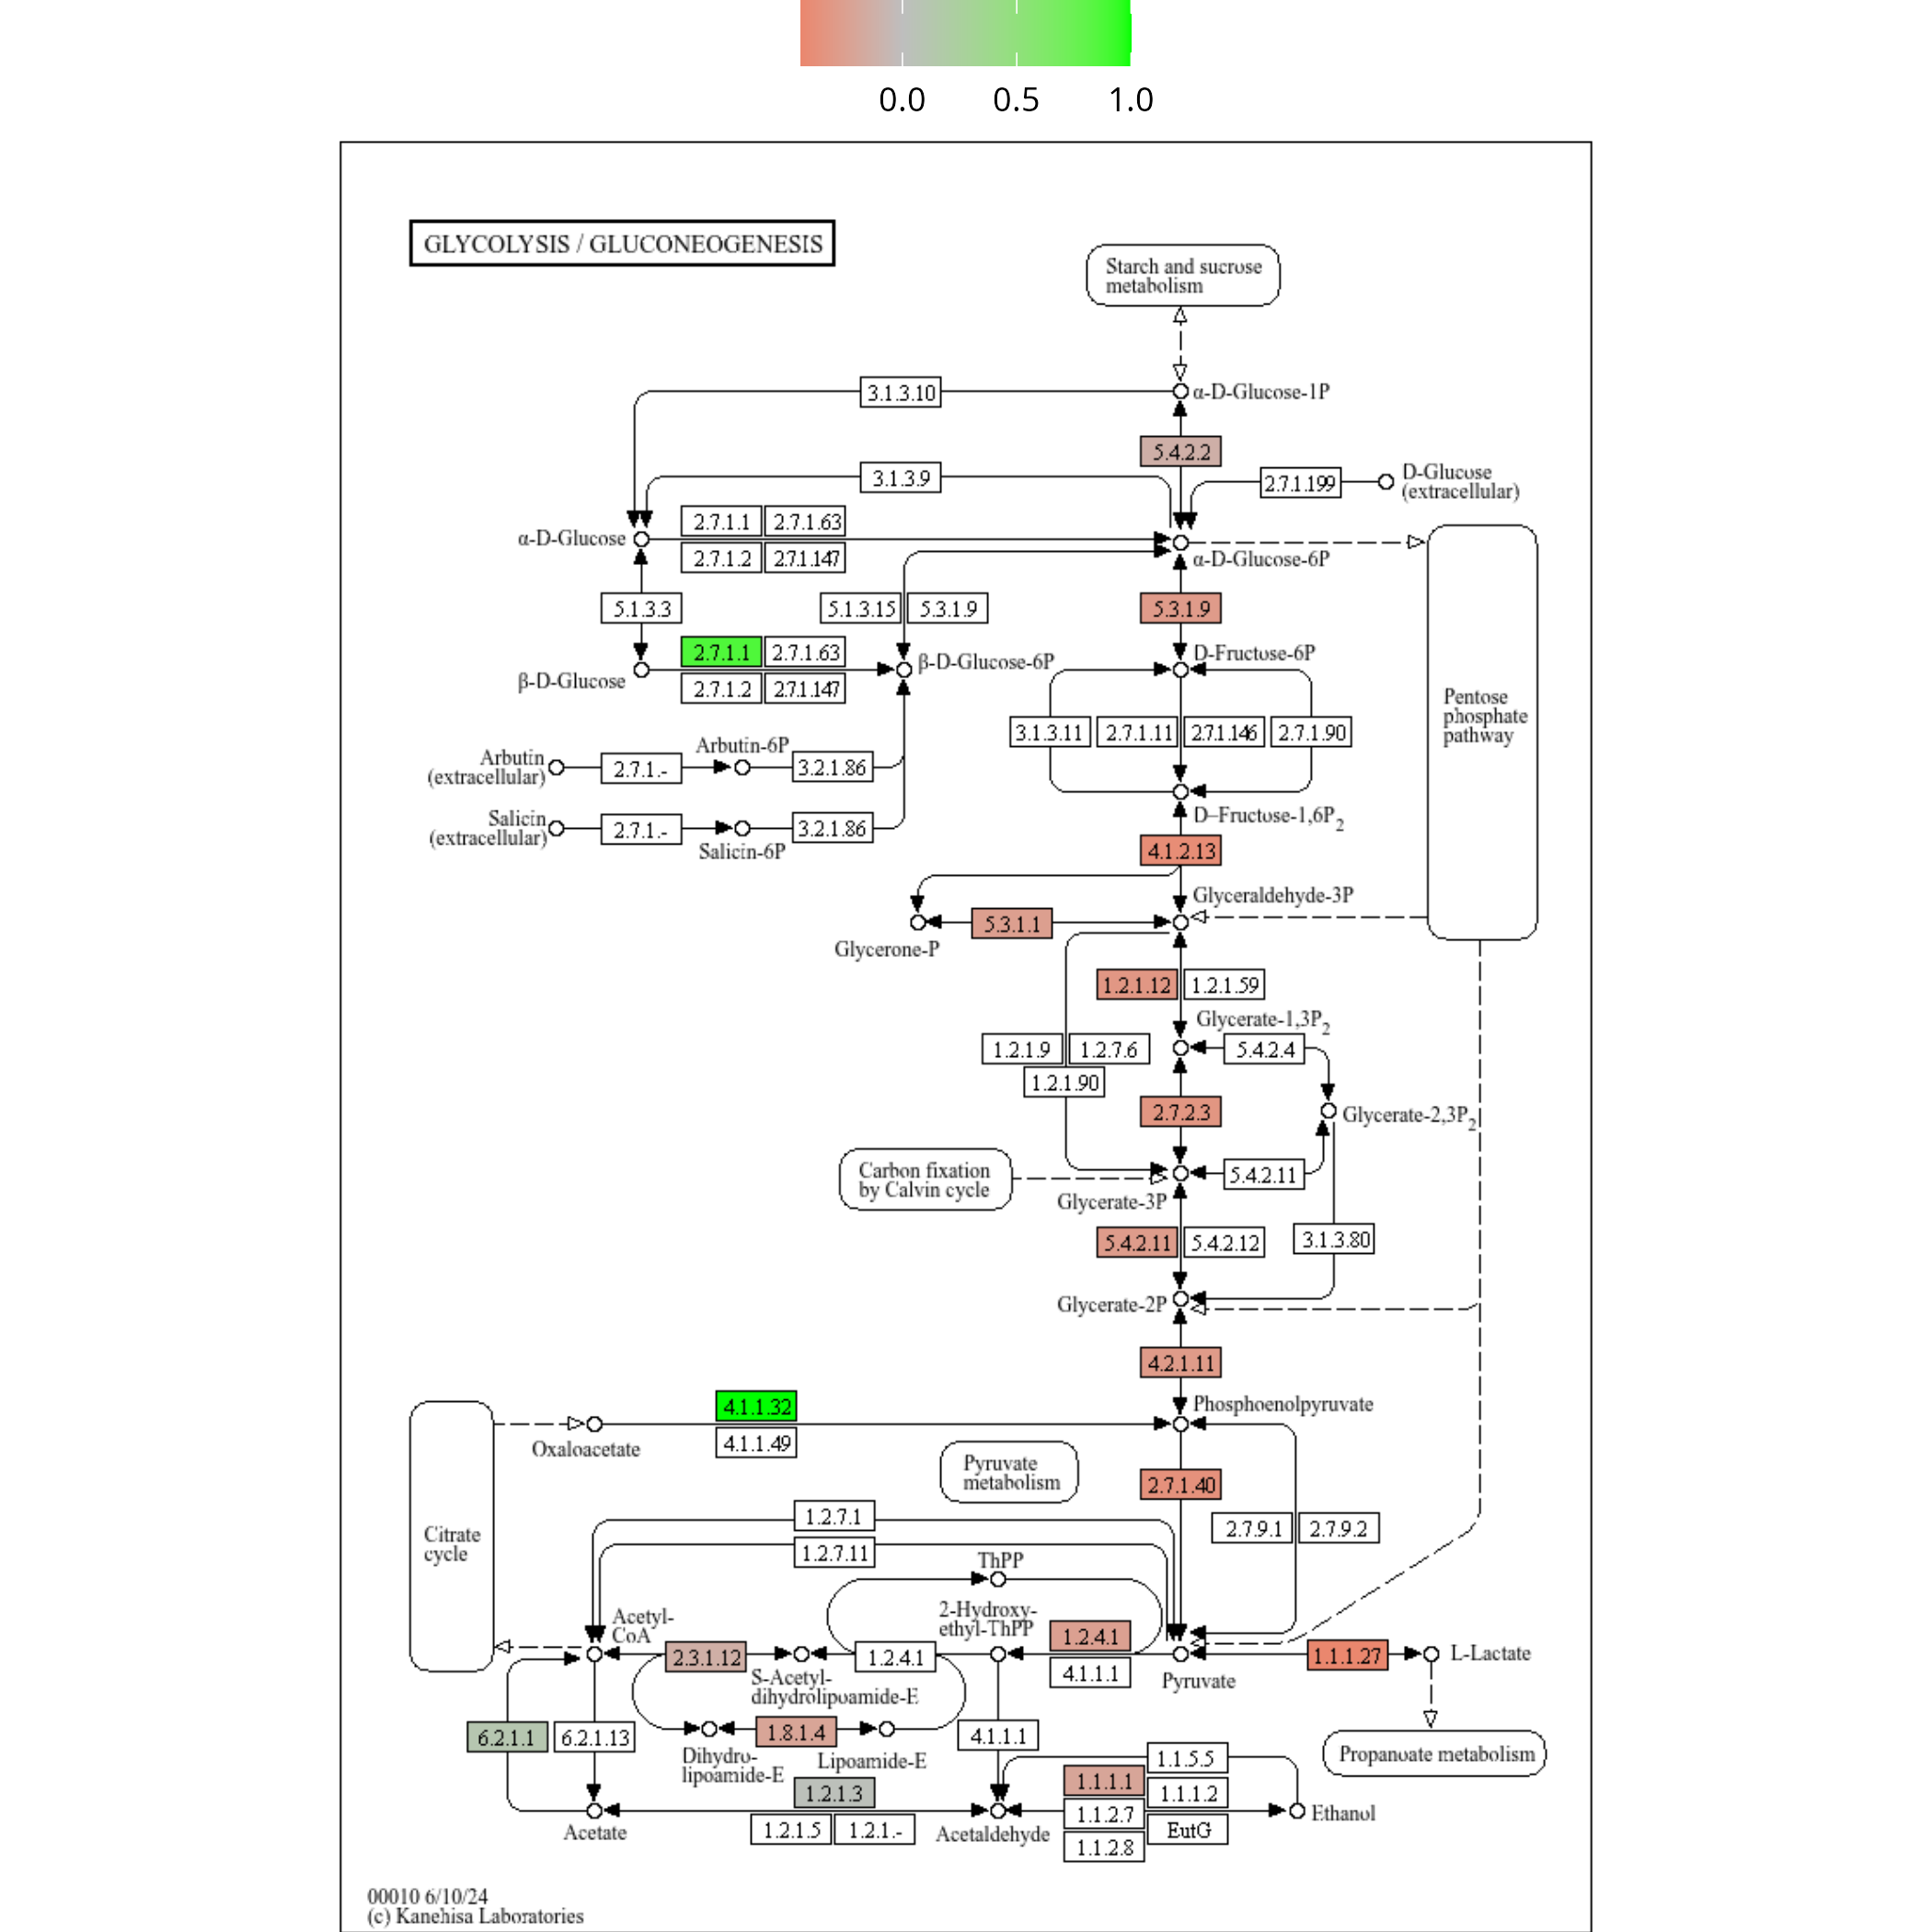 0.0 0.5 1.0
GLYCOLYSIS / GLUCONEOGENESIS
Starch and sucrose
metabolism
3.1.3.10
α-D-Glucose-1P
5.4.2.2
3.1.3.9
2.7.1.199
D-Glucose
(extracellular)
2.7.1.1 2.7.1.63
α-D-Glucose
2.7.1.2 2.7.1.147
α-D-Glucose-6P
5.1.3.3
5.1.3.15 5.3.1.9
5.3.1.9
2.7.1.1 2.7.1.63
β-D-Glucose-6P
D-Fructose-6P
β-D-Glucose
2.7.1.2 2.7.1.147
Pentose
phosphate
pathway
3.1.3.11 2.7.1.11 2.7.1.146 2.7.1.90
Arbutin
(extracellular)
2.7.1.-
Arbutin-6P
3.2.1.86
Salicin
(extracellular)
2.7.1.-
Salicin-6P
3.2.1.86
D-Fructose-1,6P2
4.1.2.13
Glyceraldehyde-3P
5.3.1.1
Glycerone-P
1.2.1.12 1.2.1.59
Glycerate-1,3P2
1.2.1.9 1.2.7.6
5.4.2.4
1.2.1.90
2.7.2.3
Glycerate-2,3P2
Carbon fixation
by Calvin cycle
5.4.2.11
Glycerate-3P
5.4.2.11 5.4.2.12
3.1.3.80
Glycerate-2P
4.2.1.11
4.1.1.32
Phosphoenolpyruvate
Oxaloacetate
4.1.1.49
Pyruvate
metabolism
2.7.1.40
Citrate
cycle
1.2.7.1
2.7.9.1 2.7.9.2
1.2.7.11
ThPP
Acetyl-
CoA
2-Hydroxy-
ethyl-ThPP
1.2.4.1
2.3.1.12
1.2.4.1
4.1.1.1
1.1.1.27
L-Lactate
S-Acetyl-
dihydrolipoamide-E
Pyruvate
6.2.1.1 6.2.1.13
1.8.1.4
4.1.1.1
Dihydro-
lipoamide-E
Lipoamide-E
Propanoate metabolism
1.1.5.5
1.2.1.3
1.1.1.1
1.1.1.2
1.1.2.7
Ethanol
Acetate
1.2.1.5 1.2.1.-
Acetaldehyde
EutG
1.1.2.8
00010 6/10/24
(c) Kanehisa Laboratories